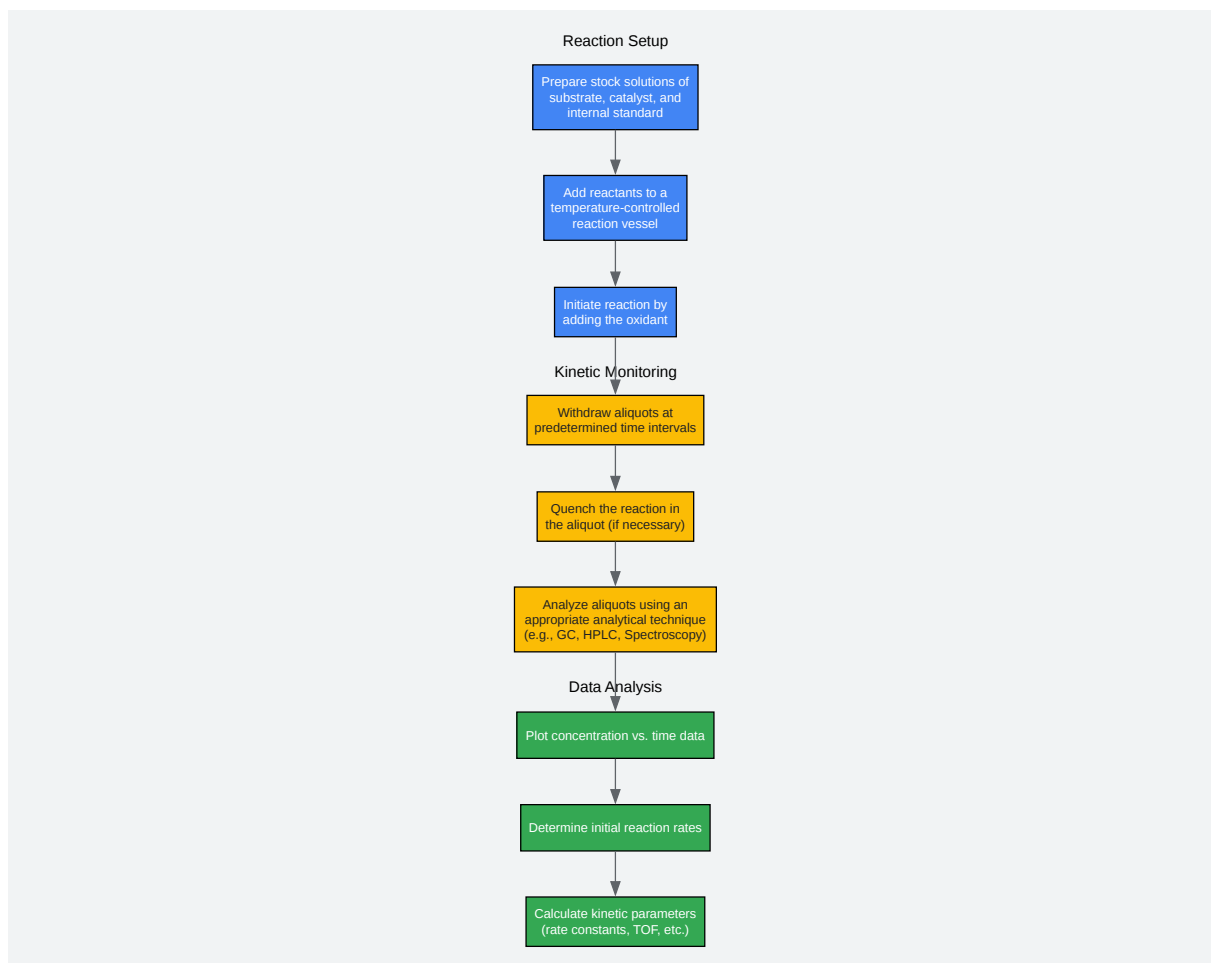 Reaction Setup
Prepare stock solutions of
substrate, catalyst, and
internal standard
Add reactants to a
temperature-controlled
reaction vessel
Initiate reaction by
adding the oxidant
Kinetic Monitoring
Withdraw aliquots at
predetermined time intervals
Quench the reaction in
the aliquot (if necessary)
Analyze aliquots using an
appropriate analytical technique
(e.g., GC, HPLC, Spectroscopy)
Data Analysis
Plot concentration vs. time data
Determine initial reaction rates
Calculate kinetic parameters
(rate constants, TOF, etc.)